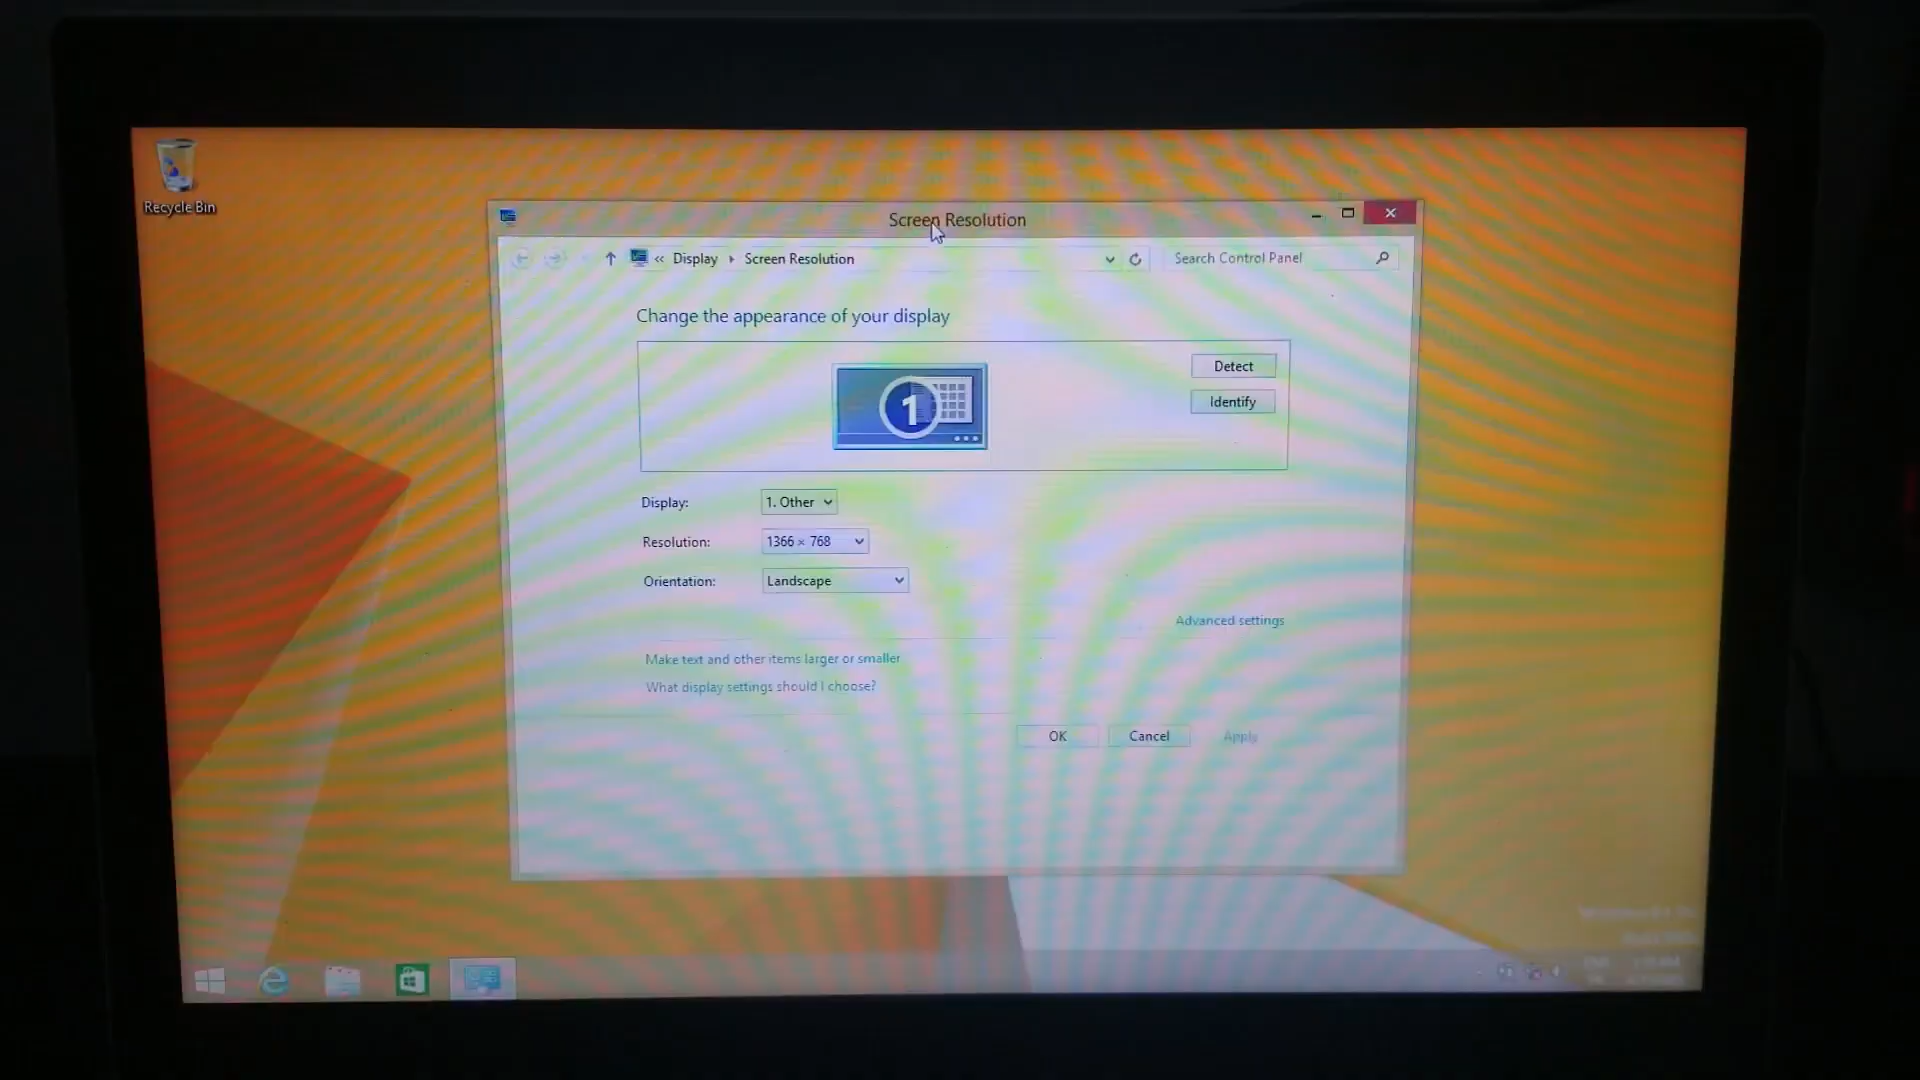 Recycle Bin
Screen Resolution
« Display ▸ Screen Resolution
Search Control Panel
Change the appearance of your display
Detect
1
Identify
Display: 1. Other
Resolution: 1366 × 768
Orientation: Landscape
Advanced settings
Make text and other items larger or smaller
What display settings should I choose?
OK Cancel Apply